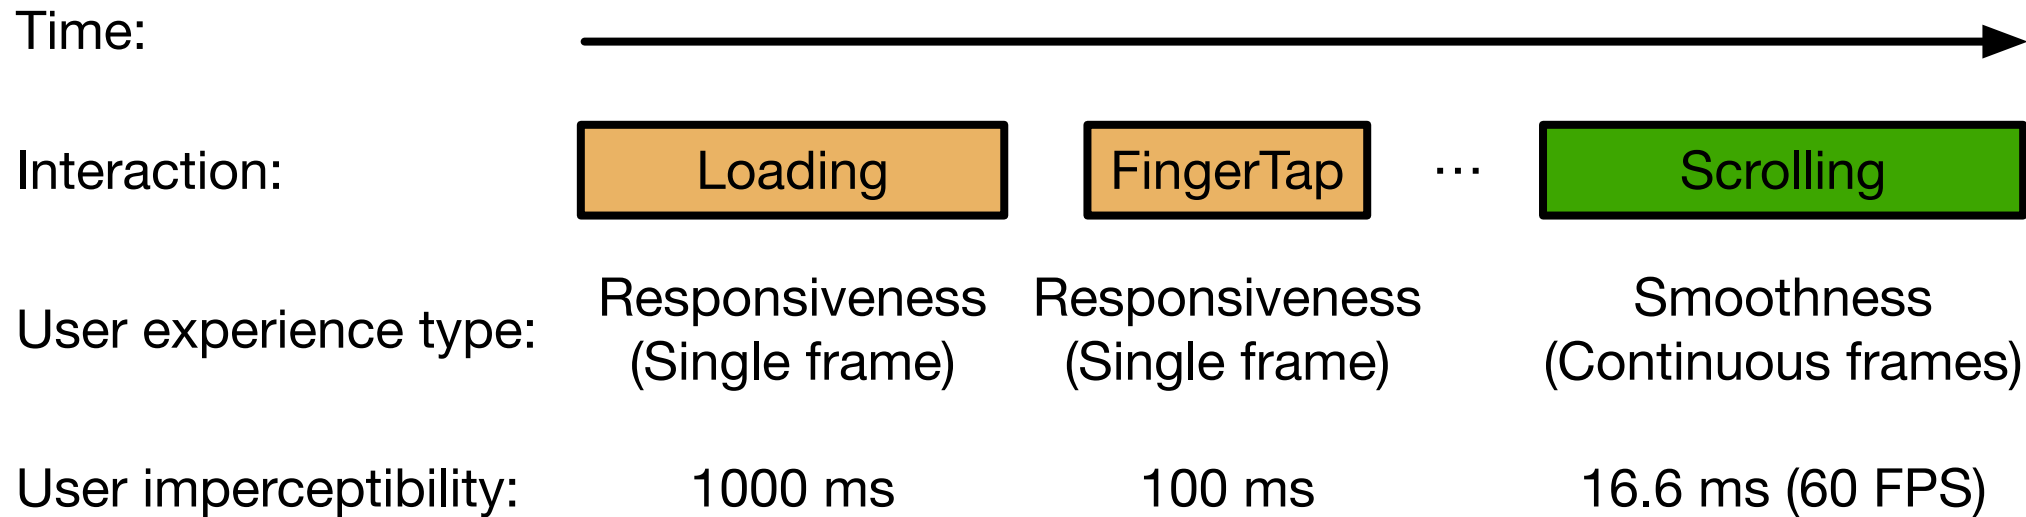 Time:
Interaction: Loading FingerTap ... Scrolling
User experience type: Responsiveness (Single frame) Responsiveness (Single frame) Smoothness (Continuous frames)
User imperceptibility: 1000 ms 100 ms 16.6 ms (60 FPS)